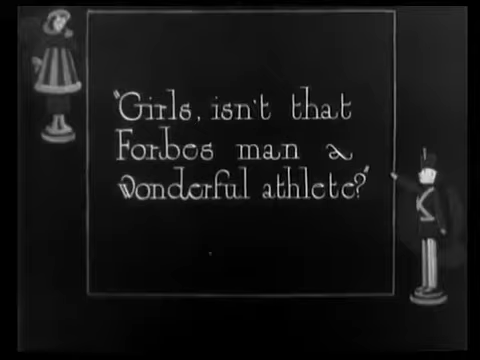 "Girls, isn't that
Forbes man a
wonderful athlete?"